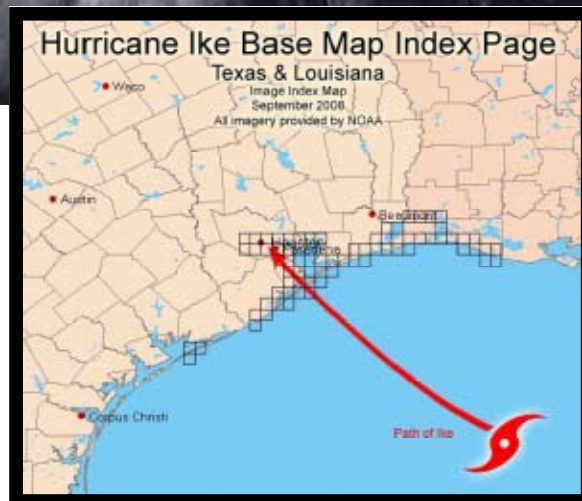 Hurricane Ike Base Map Index Page
Texas & Louisiana
Image Index Map
September 2008
All imagery provided by NOAA
Waco
Austin
Beaumont
Houston
Corpus Christi
Path of Ike